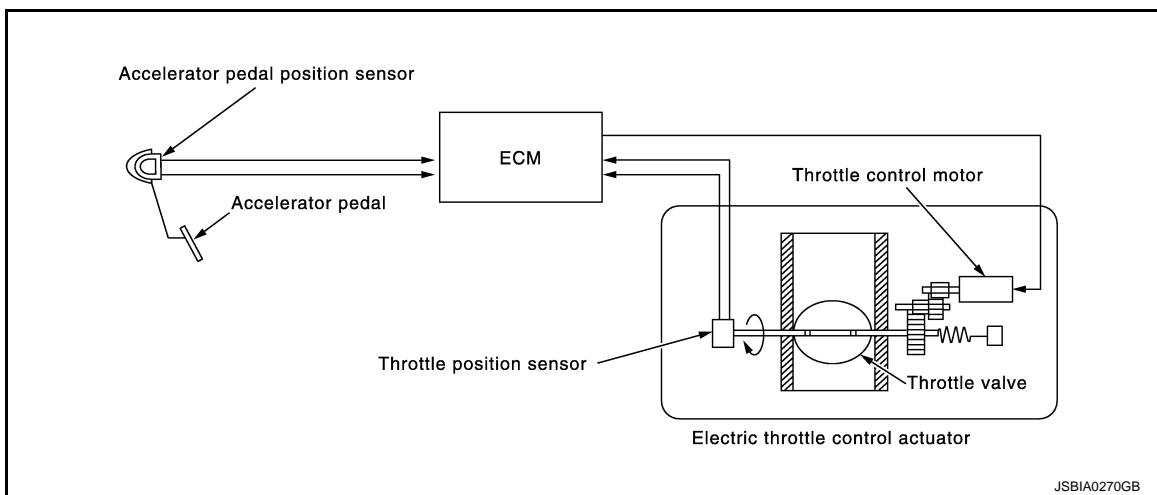 Accelerator pedal position sensor
ECM
Throttle control motor
Accelerator pedal
Throttle position sensor
Throttle valve
Electric throttle control actuator
JSBIA0270GB